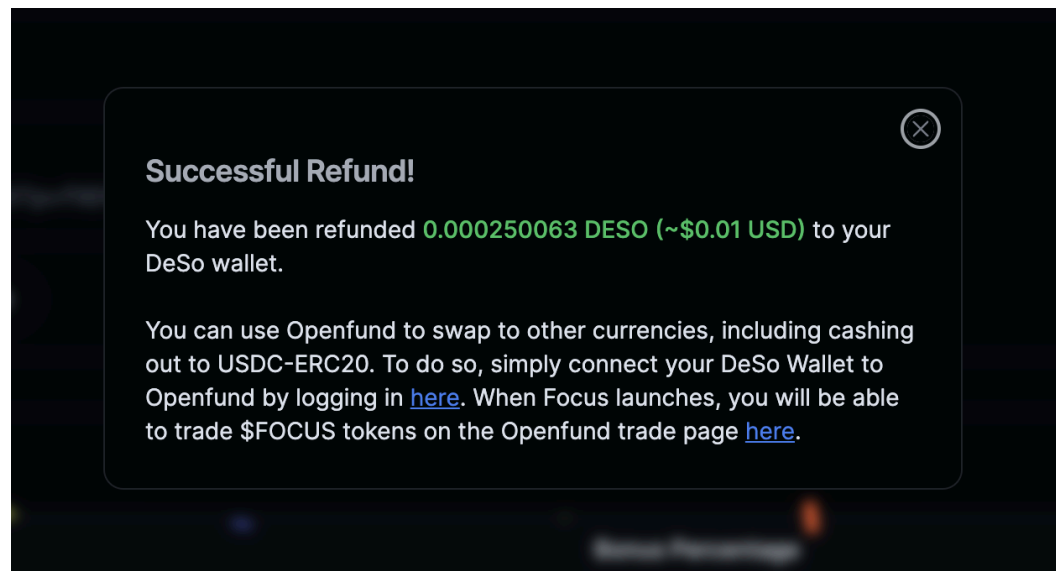 Successful Refund!
You have been refunded 0.000250063 DESO (~$0.01 USD) to your
DeSo wallet.
You can use Openfund to swap to other currencies, including cashing
out to USDC-ERC20. To do so, simply connect your DeSo Wallet to
Openfund by logging in here. When Focus launches, you will be able
to trade $FOCUS tokens on the Openfund trade page here.
Bonus Percentage